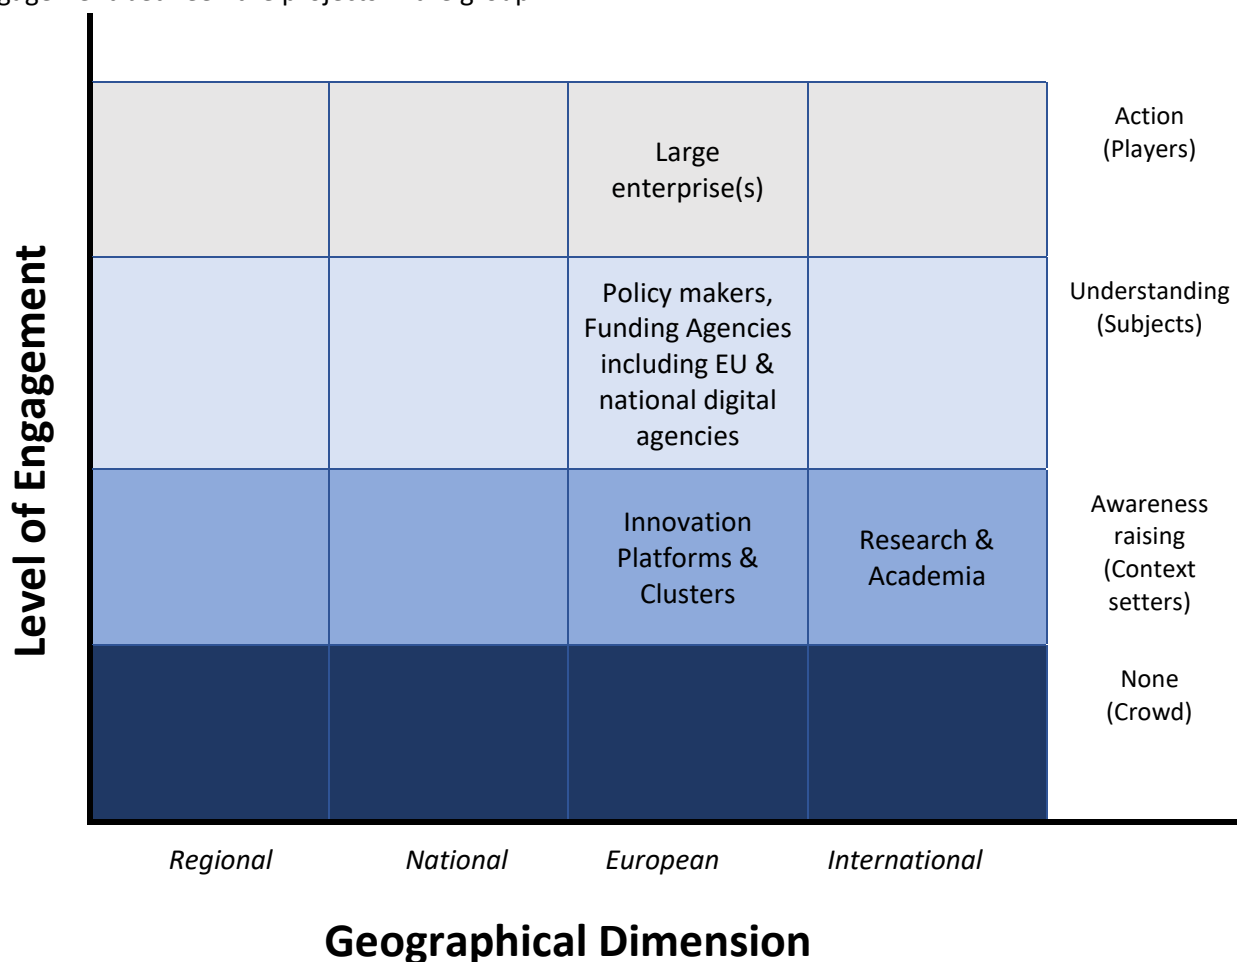 Level of Engagement
Large
enterprise(s)
Action
(Players)
Policy makers,
Funding Agencies
including EU &
national digital
agencies
Understanding
(Subjects)
Innovation
Platforms &
Clusters
Research &
Academia
Awareness
raising
(Context
setters)
None
(Crowd)
Regional National European International
Geographical Dimension